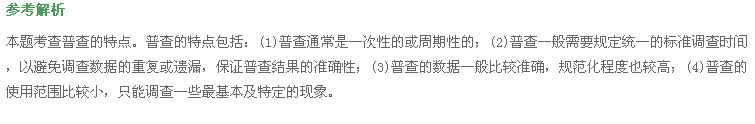 参考解析
本题考查普查的特点。普查的特点包括：(1)普查通常是一次性的或周期性的；(2)普查一般需要规定统一的标准调查时间
，以避免调查数据的重复或遗漏，保证普查结果的准确性；(3)普查的数据一般比较准确，规范化程度也较高；(4)普查的
使用范围比较小，只能调查一些最基本及特定的现象。